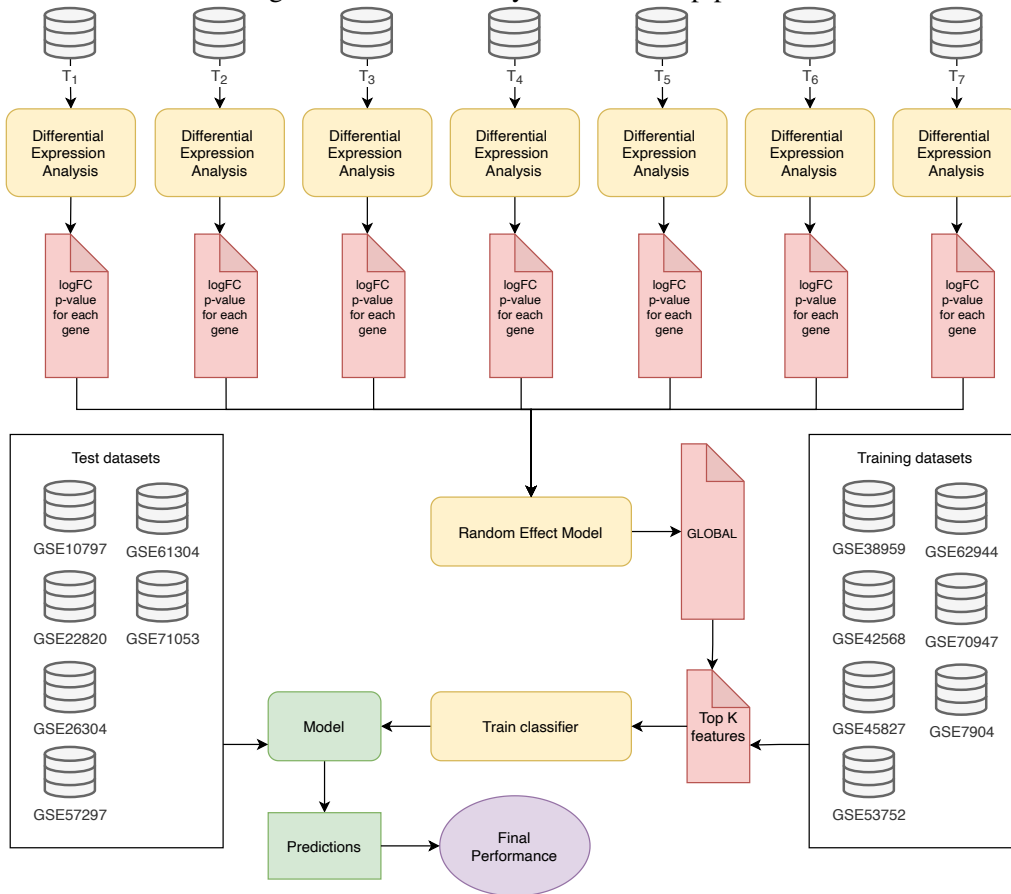 T1
T2
T3
T4
T5
T6
T7
Differential
Expression
Analysis
Differential
Expression
Analysis
Differential
Expression
Analysis
Differential
Expression
Analysis
Differential
Expression
Analysis
Differential
Expression
Analysis
Differential
Expression
Analysis
logFC
p-value
for each
gene
logFC
p-value
for each
gene
logFC
p-value
for each
gene
logFC
p-value
for each
gene
logFC
p-value
for each
gene
logFC
p-value
for each
gene
logFC
p-value
for each
gene
Test datasets
GSE10797
GSE61304
GSE22820
GSE71053
GSE26304
GSE57297
Random Effect Model
GLOBAL
Training datasets
GSE38959
GSE62944
GSE42568
GSE70947
GSE45827
GSE7904
GSE53752
Top K
features
Train classifier
Model
Predictions
Final
Performance